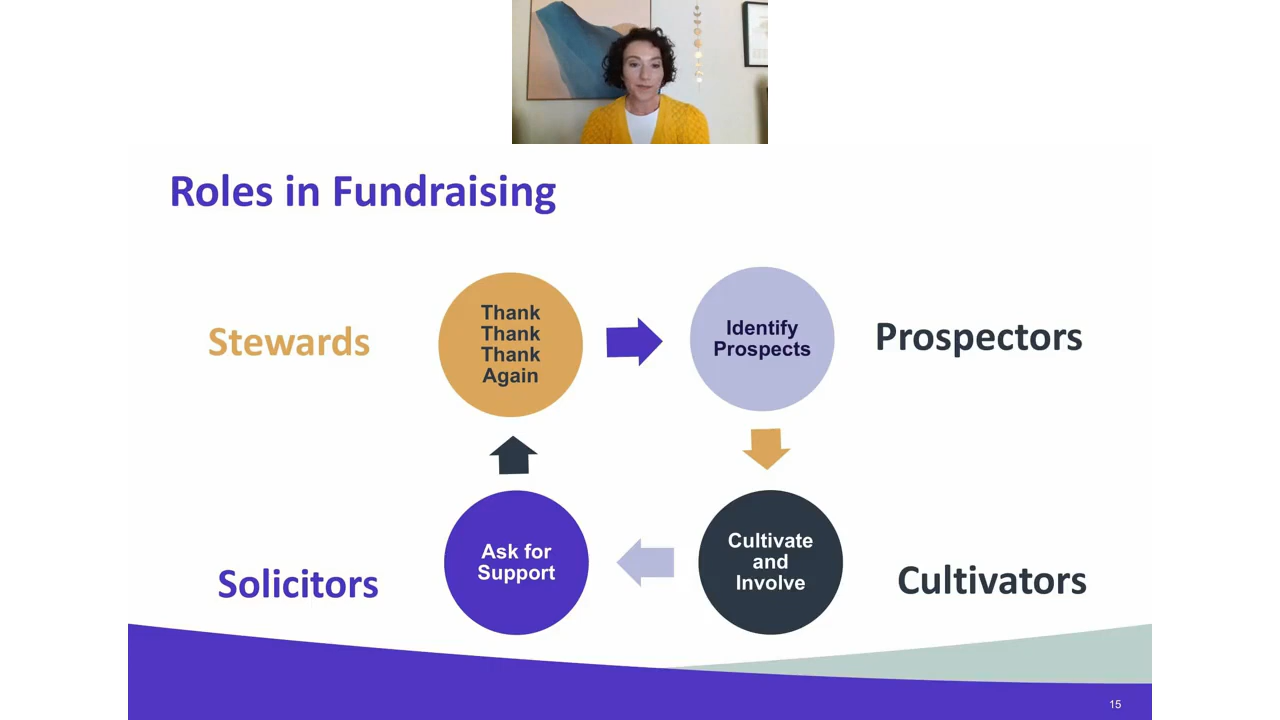 Roles in Fundraising
Stewards
Thank
Thank
Thank
Again
Identify
Prospects
Prospectors
Solicitors
Ask for
Support
Cultivate
and
Involve
Cultivators
15